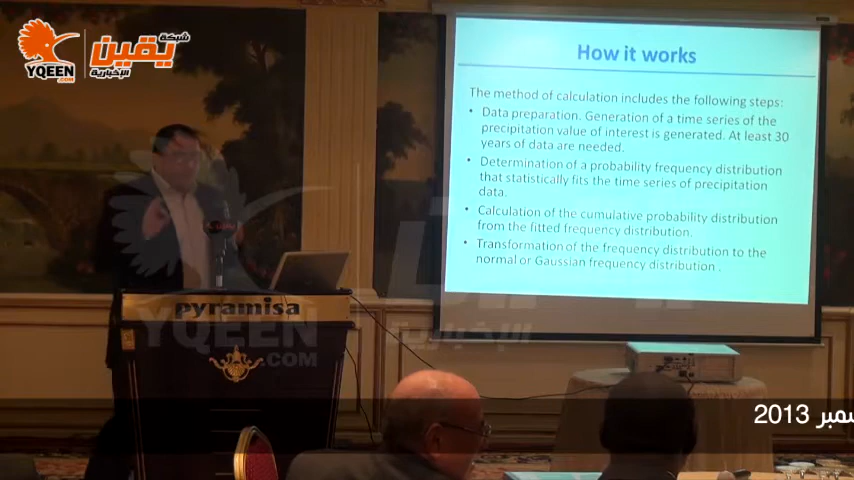 شبكة
يقين
الإخبارية
YQEEN
.COM
How it works
The method of calculation includes the following steps:
• Data preparation. Generation of a time series of the
precipitation value of interest is generated. At least 30
years of data are needed.
• Determination of a probability frequency distribution
that statistically fits the time series of precipitation
data.
• Calculation of the cumulative probability distribution
from the fitted frequency distribution.
• Transformation of the frequency distribution to the
normal or Gaussian frequency distribution .
pyramisa
YQEEN
.COM
الإخبارية
2013